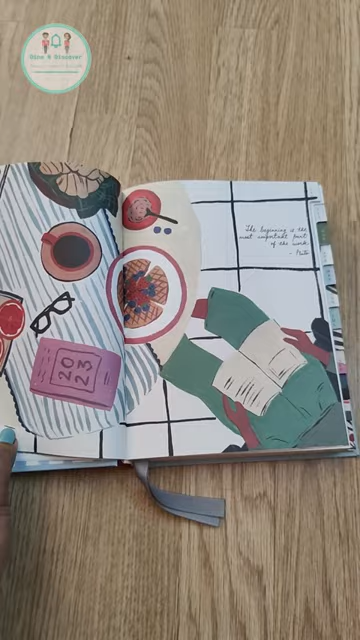 Dine & Discover
The beginning is the
most important part
of the work.
- Plato
20
23